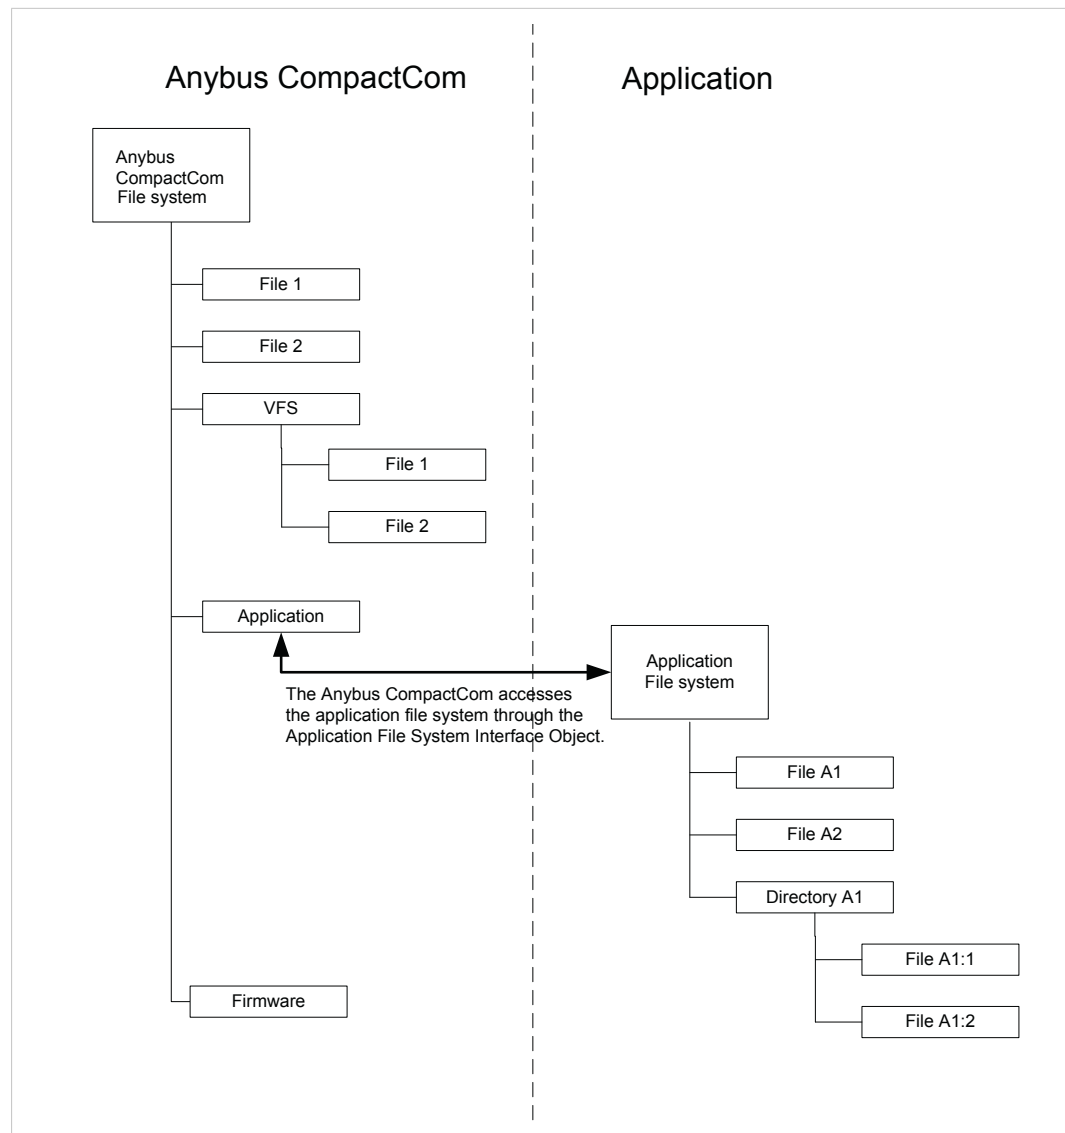 Anybus CompactCom
Application
Anybus
CompactCom
File system
File 1
File 2
VFS
File 1
File 2
Application
The Anybus CompactCom accesses
the application file system through the
Application File System Interface Object.
Application
File system
File A1
File A2
Directory A1
File A1:1
File A1:2
Firmware